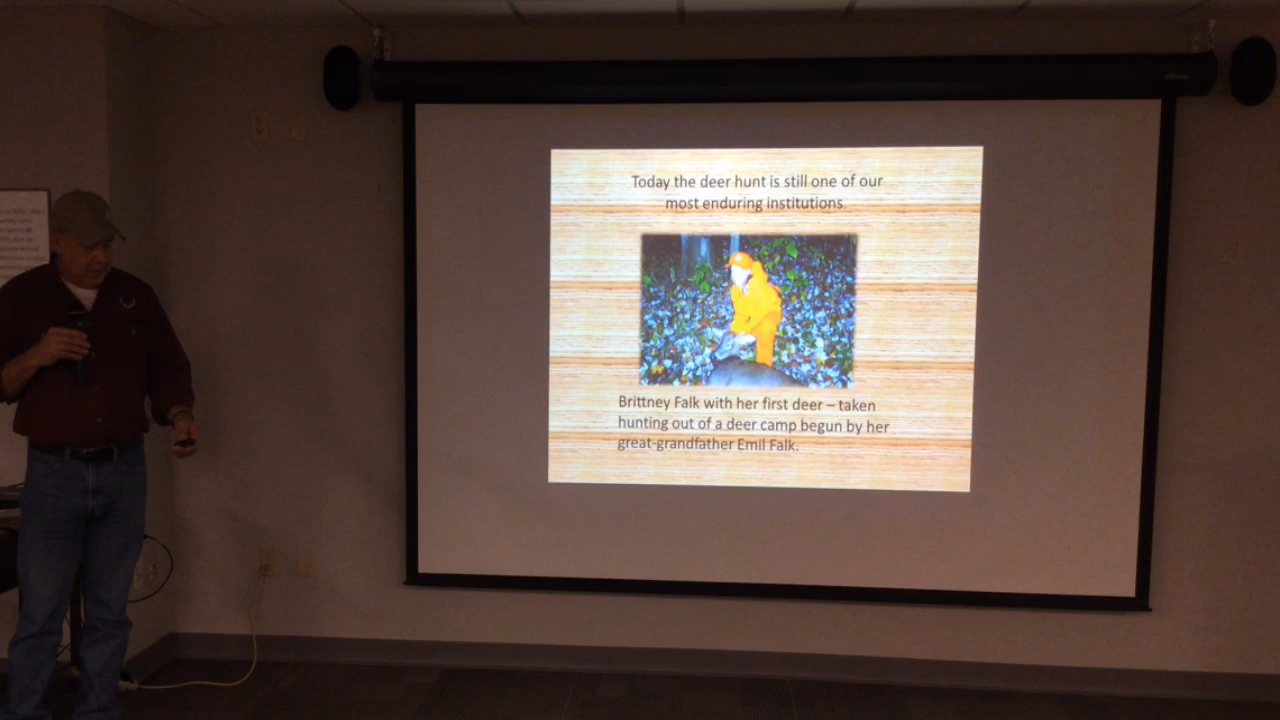 Today the deer hunt is still one of our
most enduring institutions.
Brittney Falk with her first deer – taken
hunting out of a deer camp begun by her
great-grandfather Emil Falk.